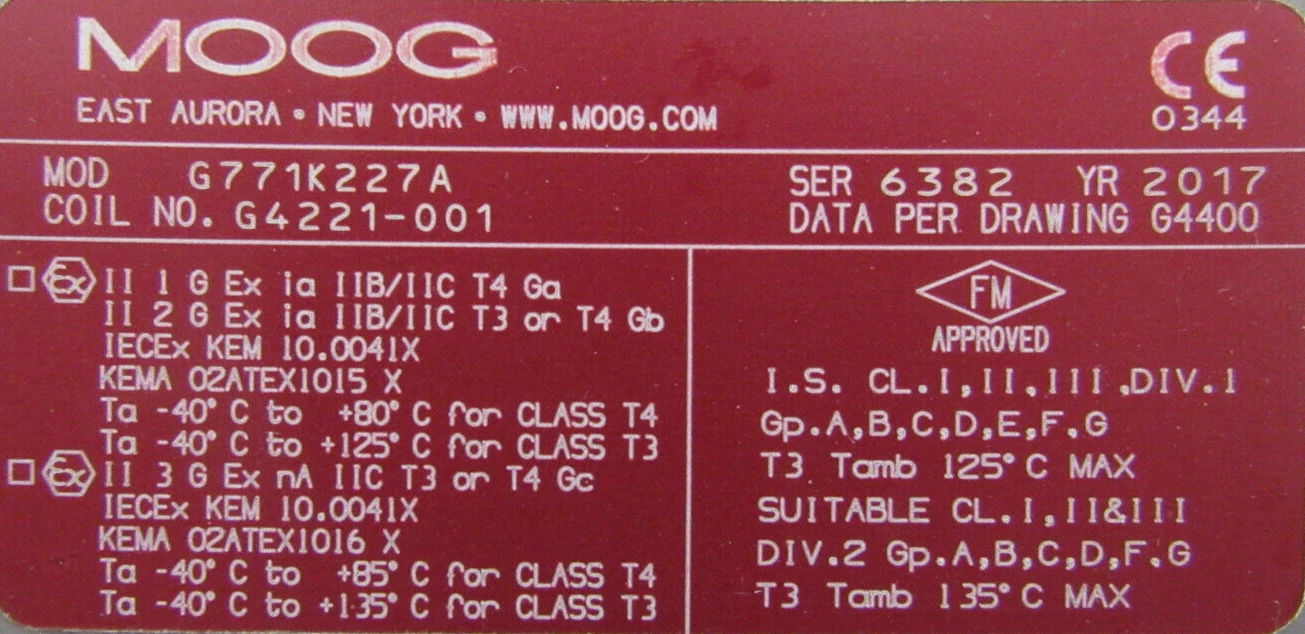 MOOG
EAST AURORA • NEW YORK • WWW.MOOG.COM
CE
0344
MOD G771K227A
COIL NO. G4221-001
SER 6382 YR 2017
DATA PER DRAWING G4400
Ex II 1 G Ex ia IIB/IIC T4 Ga
II 2 G Ex ia IIB/IIC T3 or T4 Gb
IECEx KEM 10.0041X
KEMA 02ATEX1015 X
Ta -40° C to +80° C for CLASS T4
Ta -40° C to +125° C for CLASS T3
Ex II 3 G Ex nA IIC T3 or T4 Gc
IECEx KEM 10.0041X
KEMA 02ATEX1016 X
Ta -40° C to +85° C for CLASS T4
Ta -40° C to +135° C for CLASS T3
FM
APPROVED
I.S. CL.I,II,III,DIV.1
Gp.A,B,C,D,E,F.G
T3 Tamb 125° C MAX
SUITABLE CL.I,II&III
DIV.2 Gp.A,B,C,D,F.G
T3 Tamb 135° C MAX